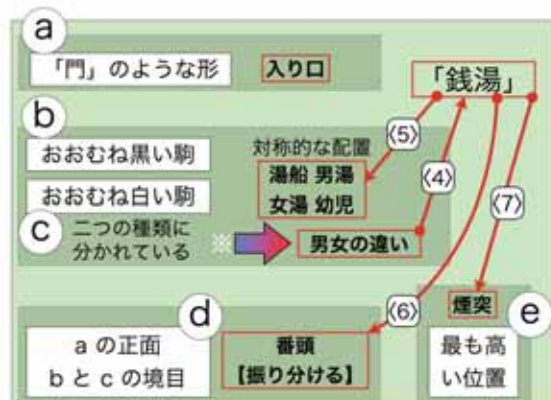 a
「門」のような形 入り口
「銭湯」
b
おおむね黒い駒
対称的な配置
〈5〉
湯船 男湯
女湯 幼児
〈4〉
〈7〉
おおむね白い駒
c
二つの種類に
分かれている
※
男女の違い
d
〈6〉
煙突
e
a の正面
b と c の境目
番頭
【振り分ける】
最も高
い位置